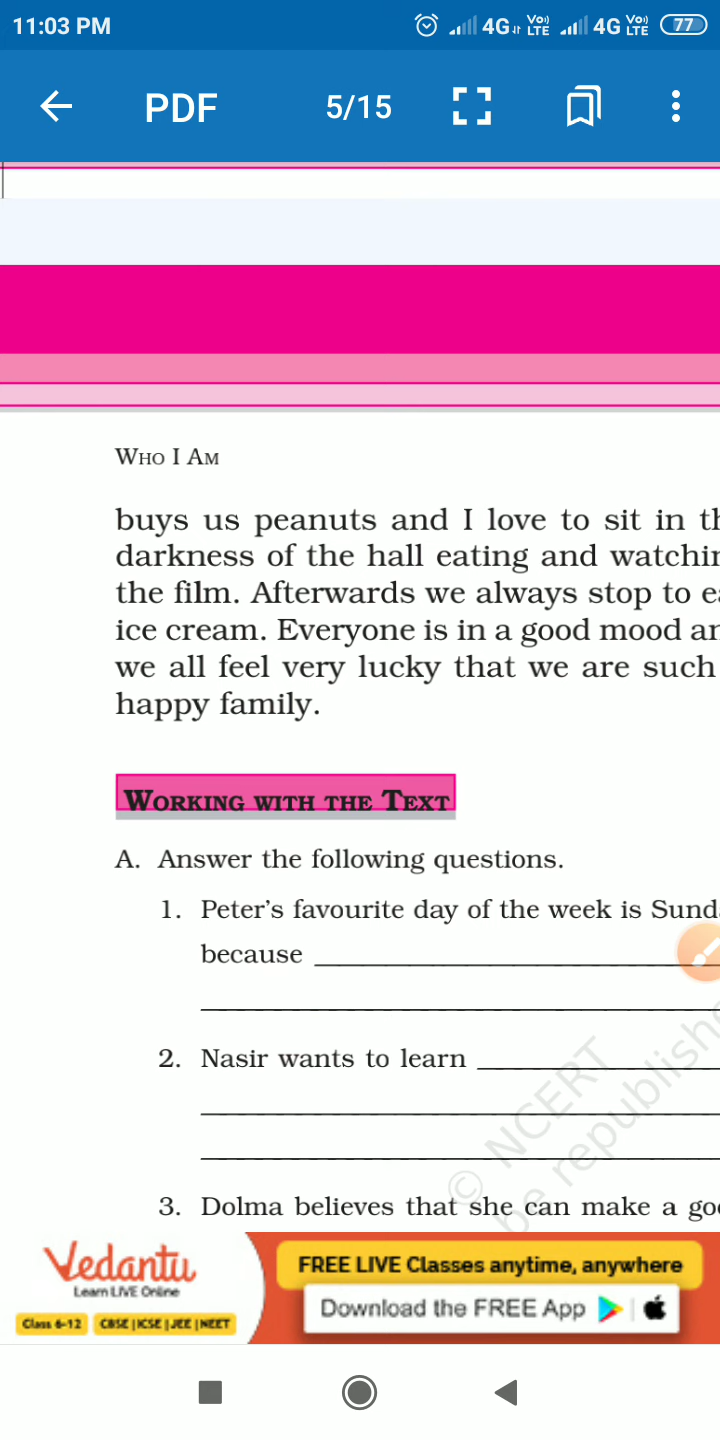 11:03 PM 4G VoLTE 4G VoLTE 77
PDF 5/15
WHO I AM
buys us peanuts and I love to sit in
darkness of the hall eating and
the film. Afterwards we always stop to
ice cream. Everyone is in a good mood
we all feel very lucky that we are such
happy family.
WORKING WITH THE TEXT
A. Answer the following questions.
1. Peter's favourite day of the week is
because
2. Nasir wants to learn
3. Dolma believes that she can make a
© NCERT
be republish
Vedantu
Learn LIVE Online
Class 6-12 CBSE | ICSE | JEE | NEET
FREE LIVE Classes anytime, anywhere
Download the FREE App